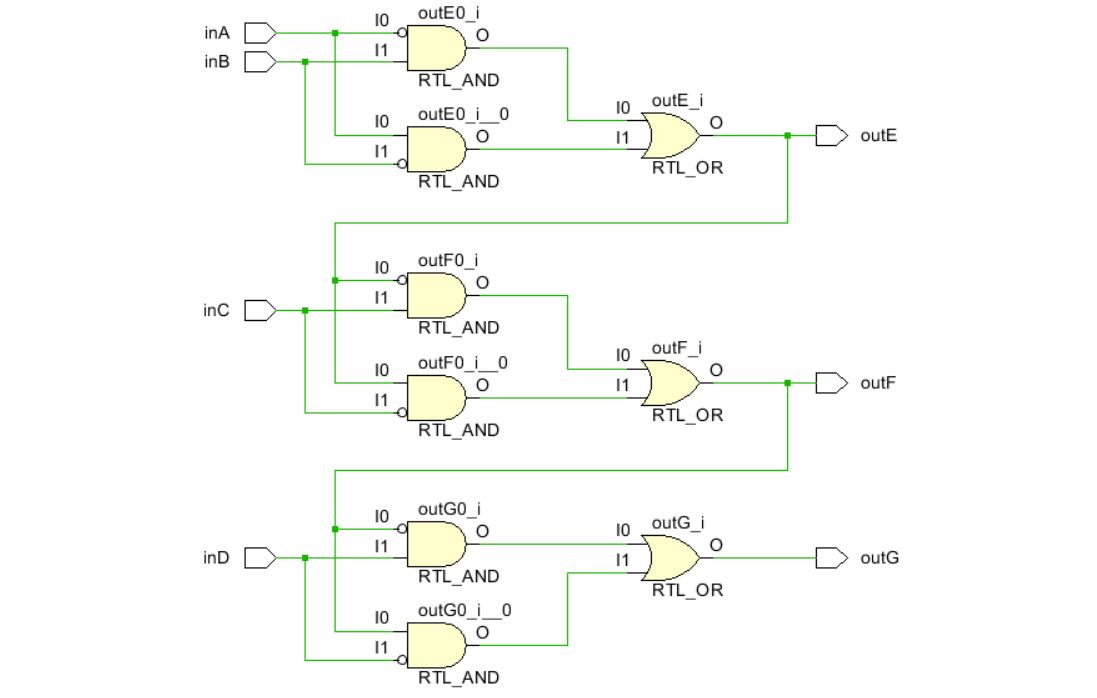 outE0_i
inA
I0
O
inB
I1
RTL_AND
outE0_i__0
I0
O
I1
RTL_AND
outE_i
I0
O
I1
outE
RTL_OR
outF0_i
I0
O
inC
I1
RTL_AND
outF0_i__0
I0
O
I1
RTL_AND
outF_i
I0
O
I1
outF
RTL_OR
outG0_i
I0
O
inD
I1
RTL_AND
outG0_i__0
I0
O
I1
RTL_AND
outG_i
I0
O
I1
outG
RTL_OR